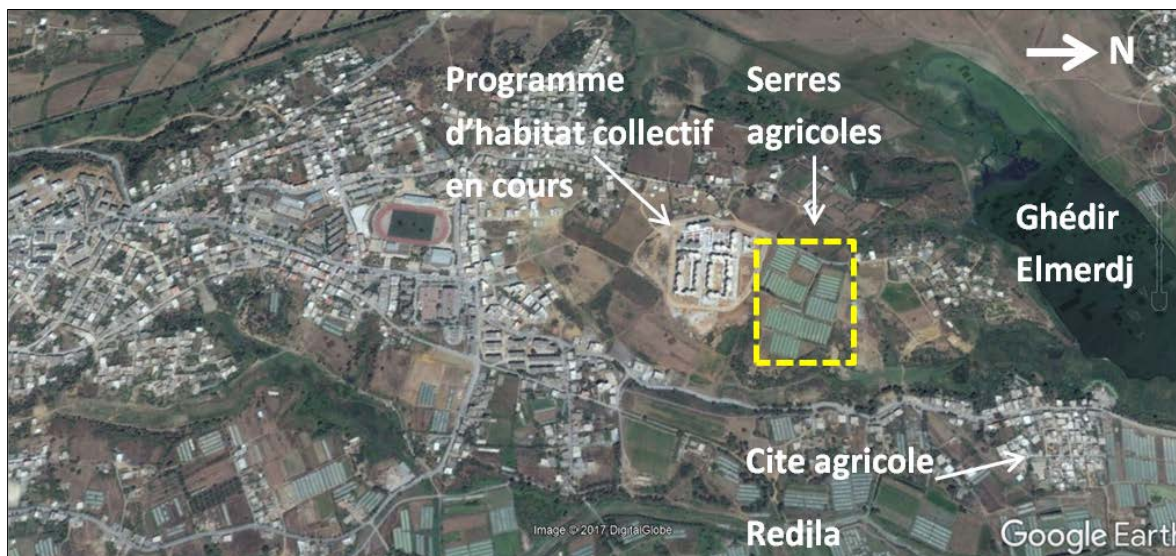 N
Programme
d'habitat collectif
en cours
Serres
agricoles
Ghédir
Elmerdj
Cite agricole
Redila
Image © 2017 DigitalGlobe
Google Earth